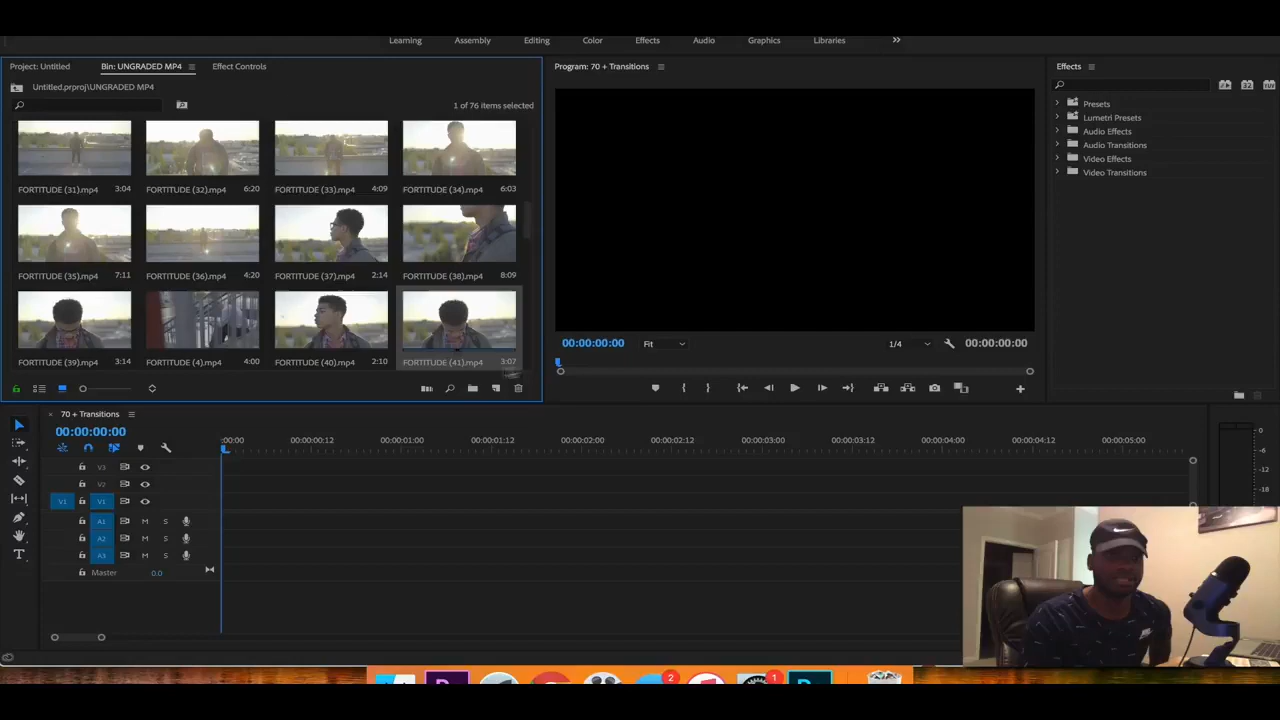 Learning Assembly Editing Color Effects Audio Graphics Libraries
Project: Untitled Bin: UNGRADED MP4 Effect Controls
Program: 70 + Transitions
Effects
Untitled.prproj\UNGRADED MP4
1 of 76 items selected
Presets
Lumetri Presets
Audio Effects
Audio Transitions
Video Effects
Video Transitions
FORTITUDE (31).mp4 3:04 FORTITUDE (32).mp4 6:20 FORTITUDE (33).mp4 4:09 FORTITUDE (34).mp4 6:03
FORTITUDE (35).mp4 7:11 FORTITUDE (36).mp4 4:20 FORTITUDE (37).mp4 2:14 FORTITUDE (38).mp4 8:09
FORTITUDE (39).mp4 3:14 FORTITUDE (4).mp4 4:00 FORTITUDE (40).mp4 2:10 FORTITUDE (41).mp4 3:07
00:00:00:00 Fit 1/4 00:00:00:00
70 + Transitions
00:00:00:00
:00:00 00:00:00:12 00:00:01:00 00:00:01:12 00:00:02:00 00:00:02:12 00:00:03:00 00:00:03:12 00:00:04:00 00:00:04:12 00:00:05:00
V3
V2
V1 V1
A1 M S
A2 M S
A3 M S
Master 0.0
0
-6
-12
-18
2 1